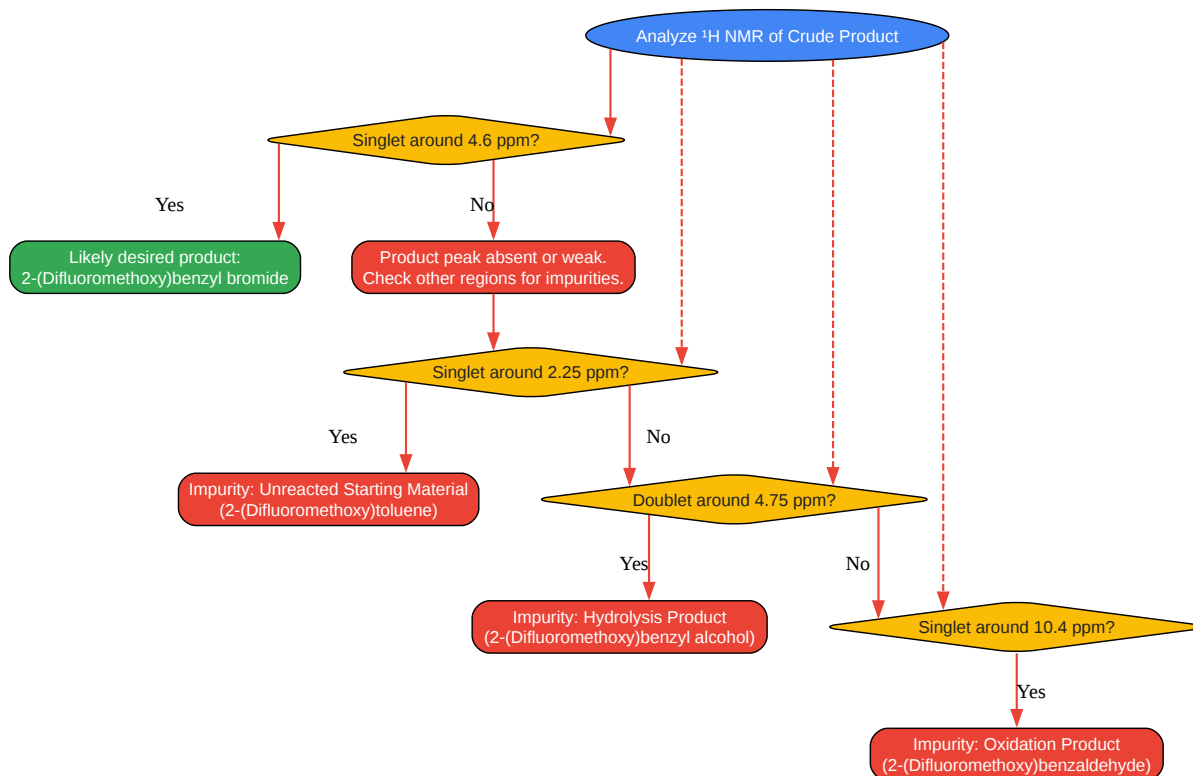 Analyze ¹H NMR of Crude Product
Singlet around 4.6 ppm?
Yes
No
Likely desired product:
2-(Difluoromethoxy)benzyl bromide
Product peak absent or weak.
Check other regions for impurities.
Singlet around 2.25 ppm?
Yes
No
Impurity: Unreacted Starting Material
(2-(Difluoromethoxy)toluene)
Doublet around 4.75 ppm?
Yes
No
Impurity: Hydrolysis Product
(2-(Difluoromethoxy)benzyl alcohol)
Singlet around 10.4 ppm?
Yes
Impurity: Oxidation Product
(2-(Difluoromethoxy)benzaldehyde)